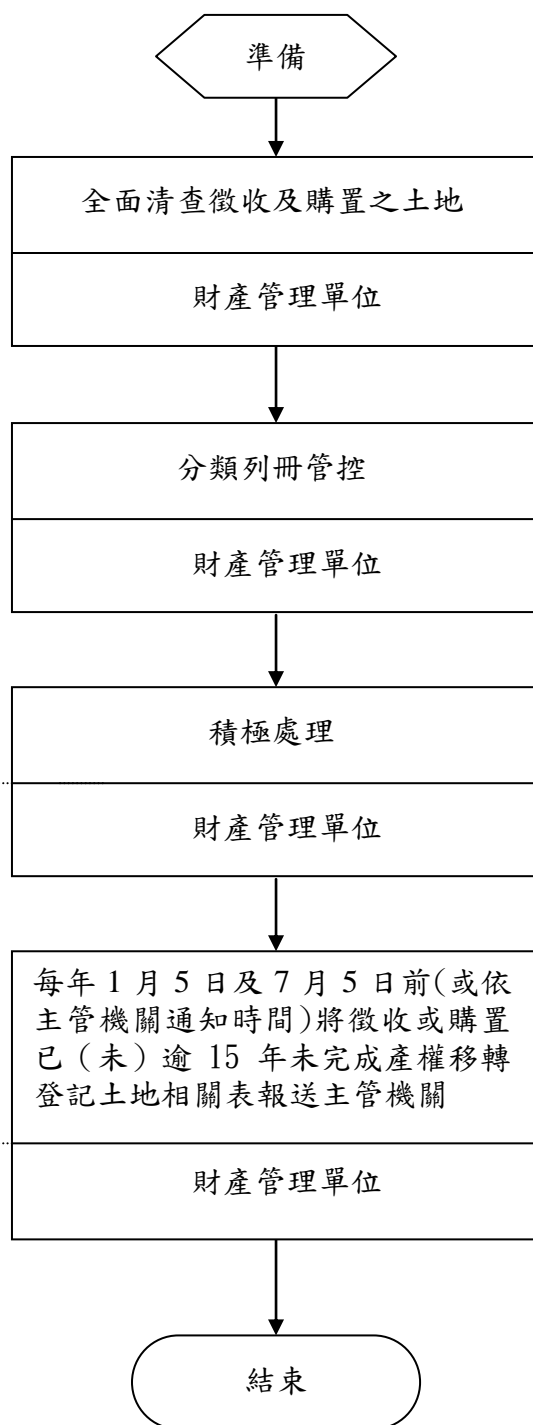 準備
全面清查徵收及購置之土地
財產管理單位
分類列冊管控
財產管理單位
積極處理
財產管理單位
每年 1 月 5 日及 7 月 5 日前(或依
主管機關通知時間)將徵收或購置
已（未）逾 15 年未完成產權移轉
登記土地相關表報送主管機關
財產管理單位
結束